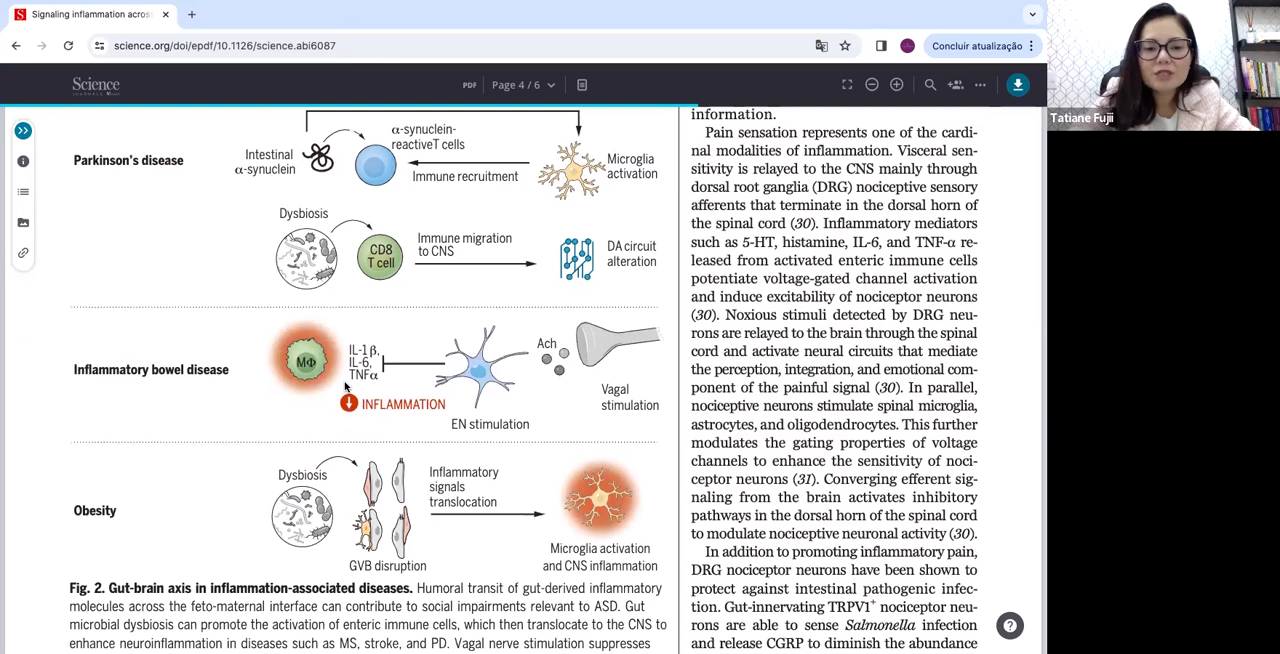 Signaling inflammation acros
science.org/doi/epdf/10.1126/science.abi6087
Concluir atualização
Science
PDF
Page 4 / 6
Tatiane Fujii
Parkinson's disease
Intestinal
α-synuclein
α-synuclein-
reactiveT cells
Immune recruitment
Microglia
activation
Dysbiosis
CD8
T cell
Immune migration
to CNS
DA circuit
alteration
Inflammatory bowel disease
MΦ
IL-1 β,
IL-6,
TNFα
INFLAMMATION
EN stimulation
Ach
Vagal
stimulation
Obesity
Dysbiosis
GVB disruption
Inflammatory
signals
translocation
Microglia activation
and CNS inflammation
Fig. 2. Gut-brain axis in inflammation-associated diseases. Humoral transit of gut-derived inflammatory
molecules across the feto-maternal interface can contribute to social impairments relevant to ASD. Gut
microbial dysbiosis can promote the activation of enteric immune cells, which then translocate to the CNS to
enhance neuroinflammation in diseases such as MS, stroke, and PD. Vagal nerve stimulation suppresses
information.
Pain sensation represents one of the cardi-
nal modalities of inflammation. Visceral sen-
sitivity is relayed to the CNS mainly through
dorsal root ganglia (DRG) nociceptive sensory
afferents that terminate in the dorsal horn of
the spinal cord (30). Inflammatory mediators
such as 5-HT, histamine, IL-6, and TNF-α re-
leased from activated enteric immune cells
potentiate voltage-gated channel activation
and induce excitability of nociceptor neurons
(30). Noxious stimuli detected by DRG neu-
rons are relayed to the brain through the spinal
cord and activate neural circuits that mediate
the perception, integration, and emotional com-
ponent of the painful signal (30). In parallel,
nociceptive neurons stimulate spinal microglia,
astrocytes, and oligodendrocytes. This further
modulates the gating properties of voltage
channels to enhance the sensitivity of noci-
ceptor neurons (31). Converging efferent sig-
naling from the brain activates inhibitory
pathways in the dorsal horn of the spinal cord
to modulate nociceptive neuronal activity (30).
In addition to promoting inflammatory pain,
DRG nociceptor neurons have been shown to
protect against intestinal pathogenic infec-
tion. Gut-innervating TRPV1+ nociceptor neu-
rons are able to sense Salmonella infection
and release CGRP to diminish the abundance